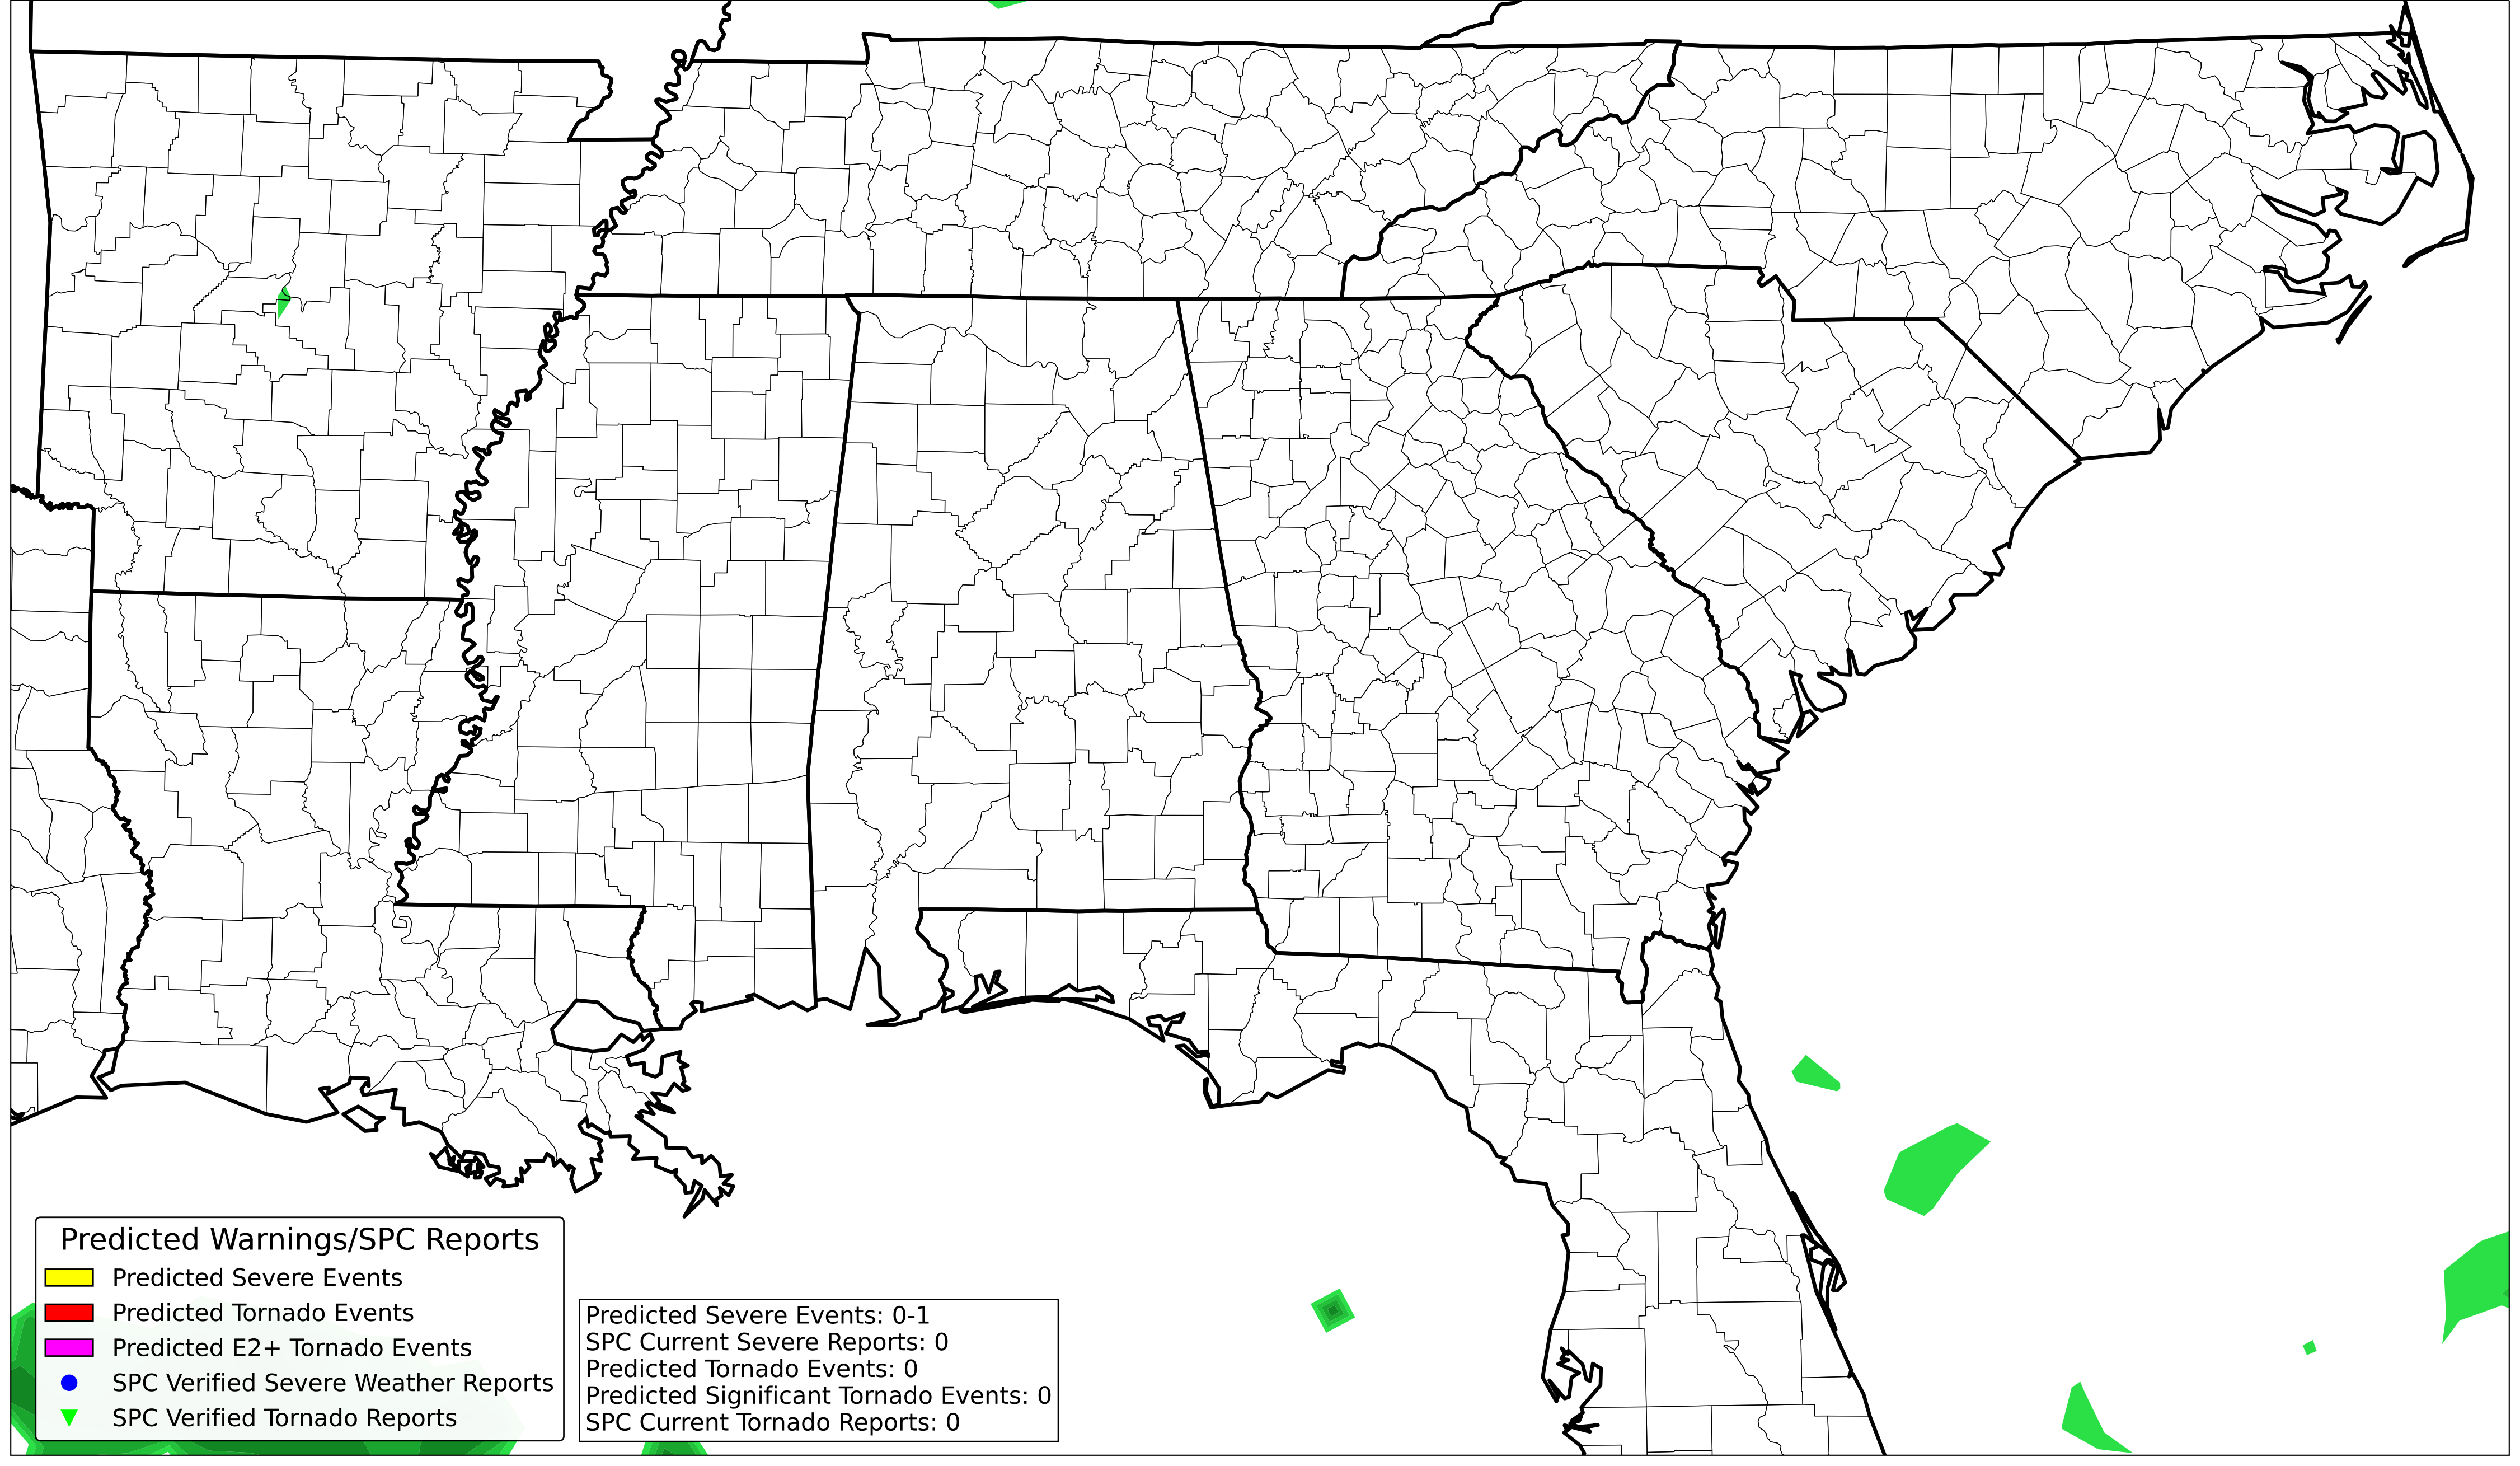 Predicted Warnings/SPC Reports
Predicted Severe Events
Predicted Tornado Events
Predicted E2+ Tornado Events
SPC Verified Severe Weather Reports
SPC Verified Tornado Reports
Predicted Severe Events: 0-1
SPC Current Severe Reports: 0
Predicted Tornado Events: 0
Predicted Significant Tornado Events: 0
SPC Current Tornado Reports: 0